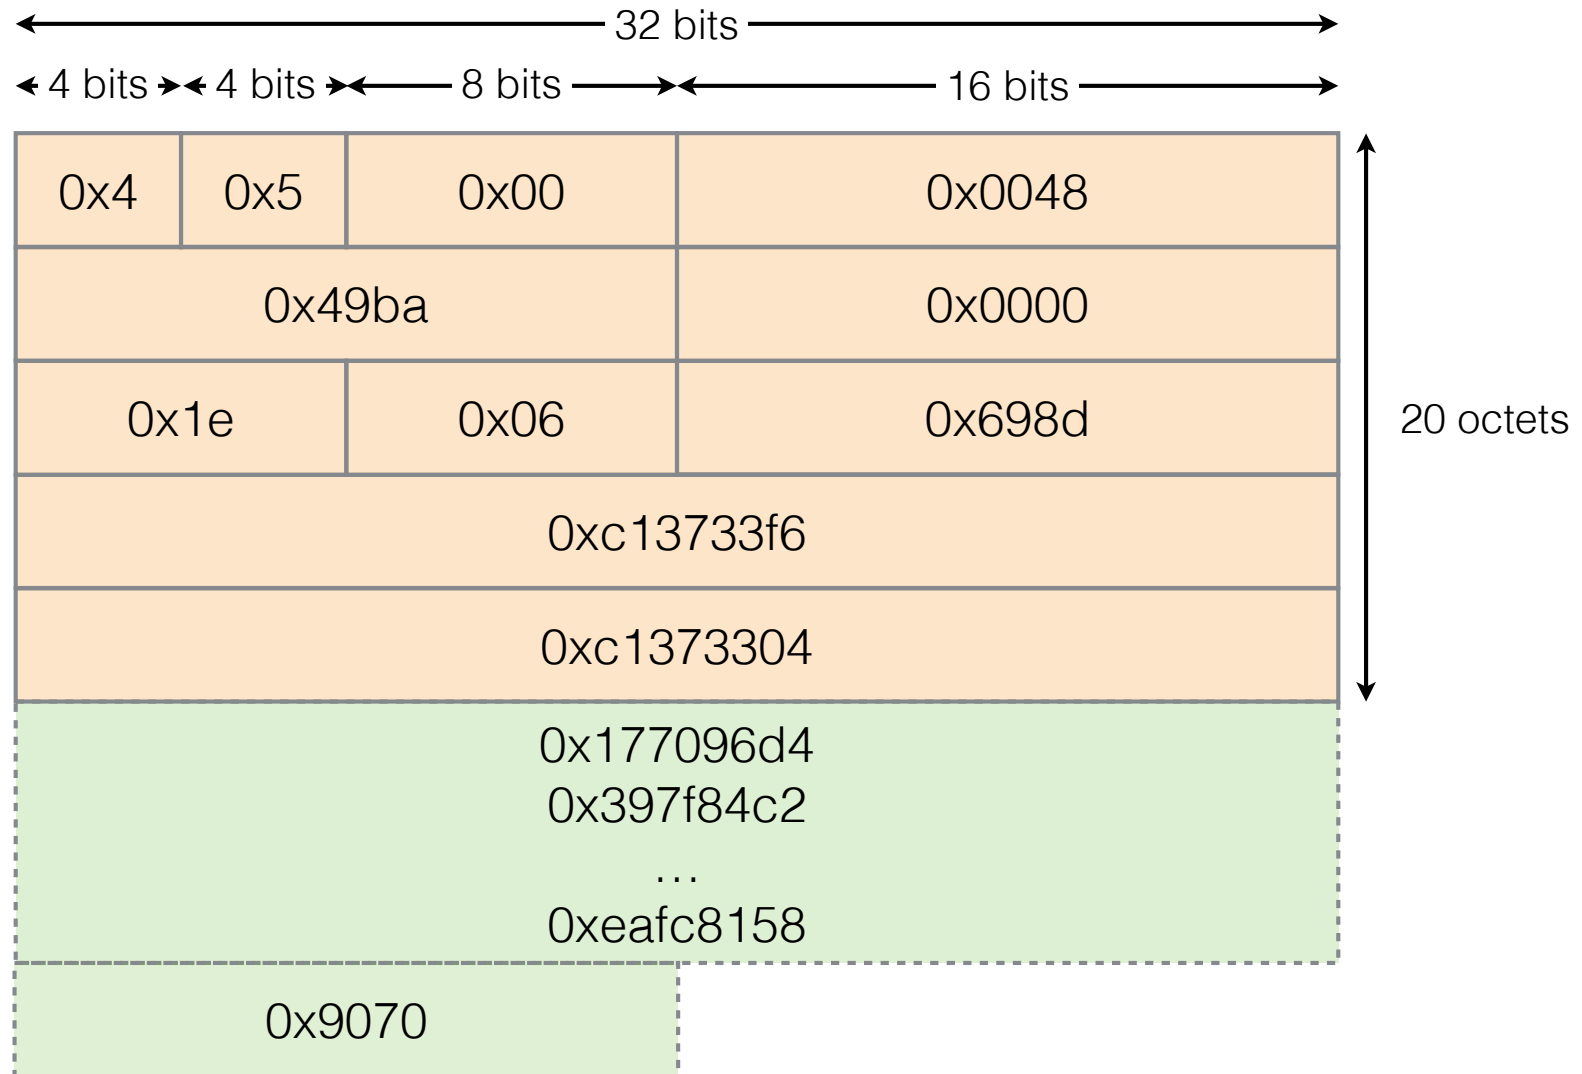 32 bits
4 bits 4 bits 8 bits 16 bits
0x4 0x5 0x00 0x0048
0x49ba 0x0000
0x1e 0x06 0x698d
20 octets
0xc13733f6
0xc1373304
0x177096d4
0x397f84c2
...
0xeafc8158
0x9070